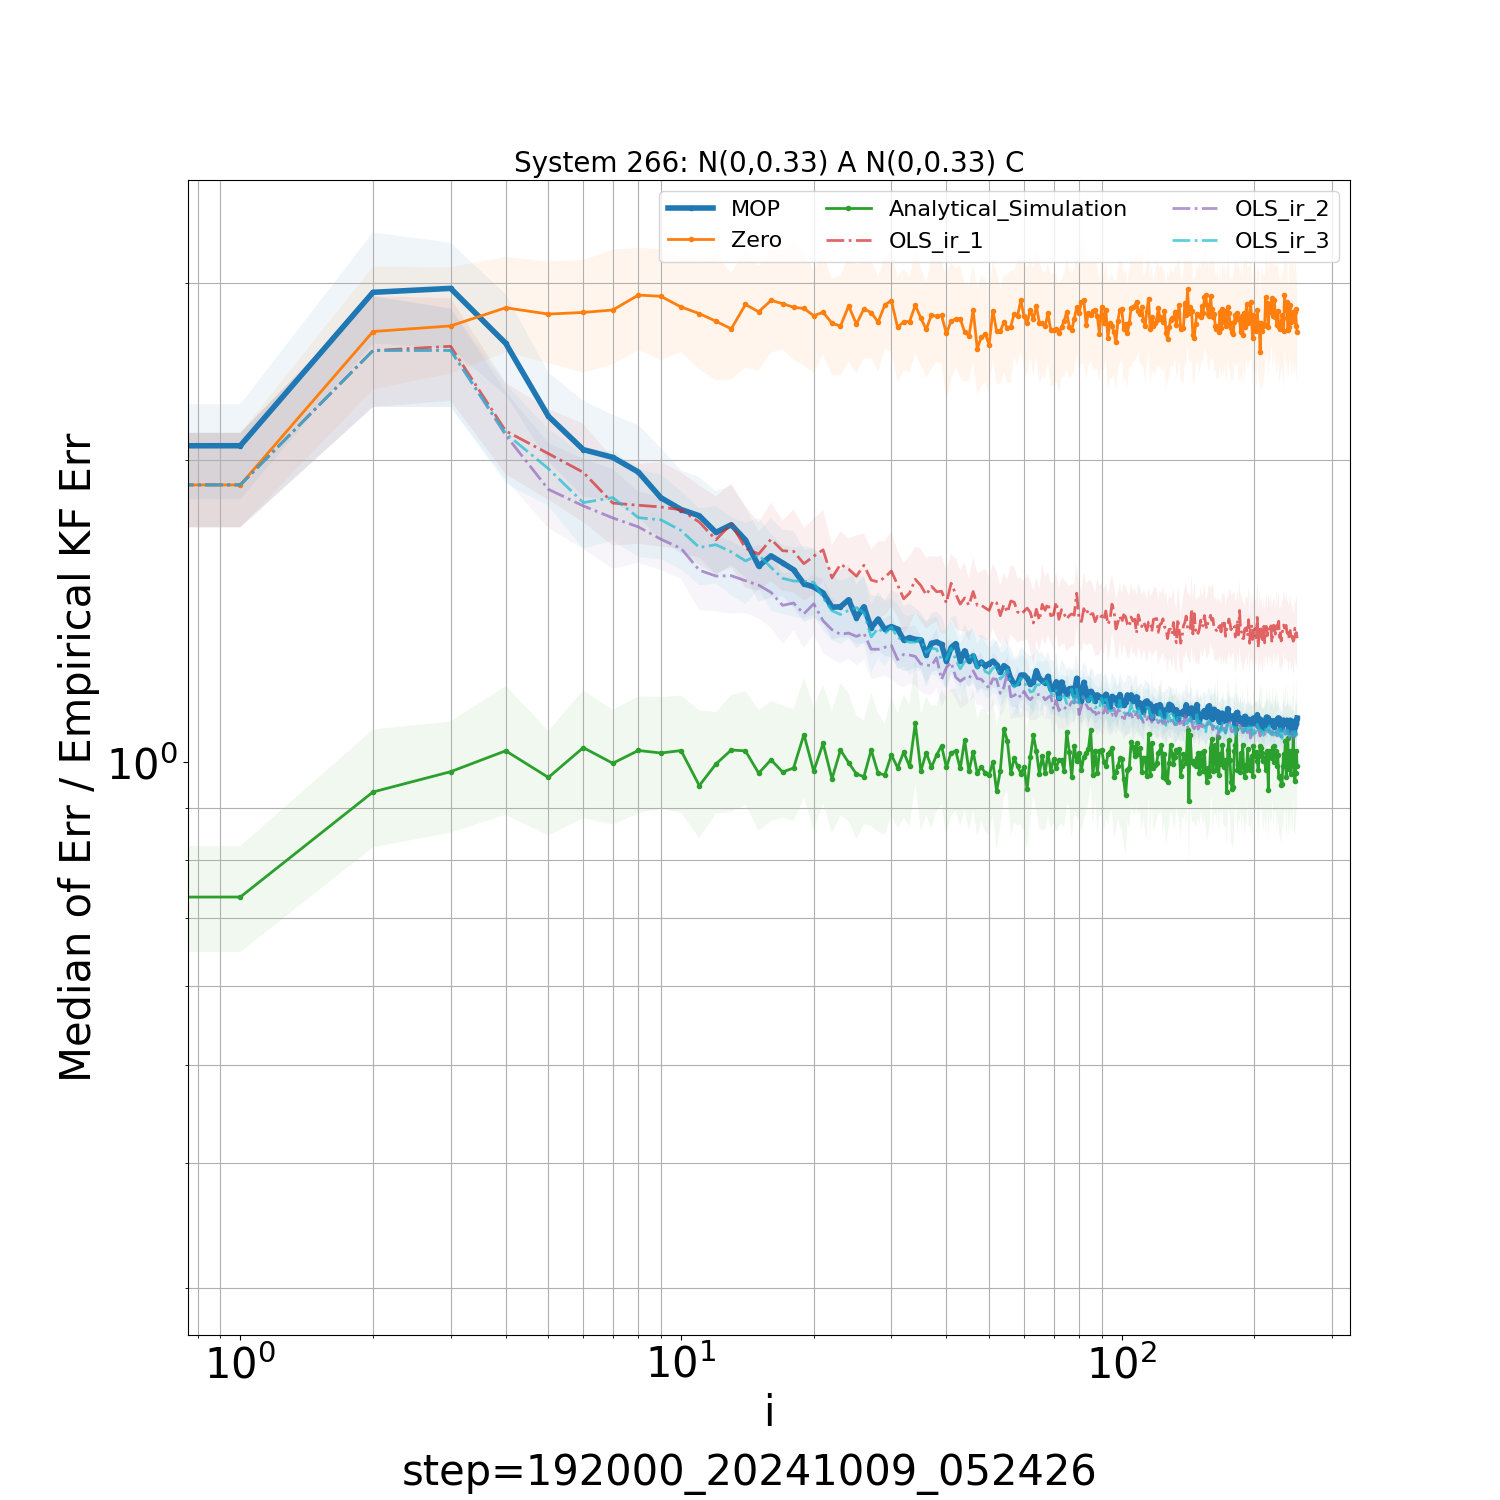 System 266: N(0,0.33) A N(0,0.33) C
MOP
Zero
Analytical_Simulation
OLS_ir_1
OLS_ir_2
OLS_ir_3
Median of Err / Empirical KF Err
10⁰
10⁰ 10¹ 10²
i
step=192000_20241009_052426